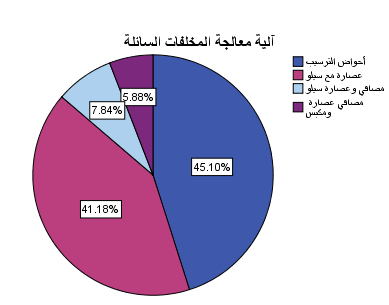 آلية معالجة المخلفات السائلة
أحواض الترسيب
عصارة مع سيلو
مصافي وعصارة سيلو
مصافي عصارة
ومكبس
5.88%
7.84%
45.10%
41.18%